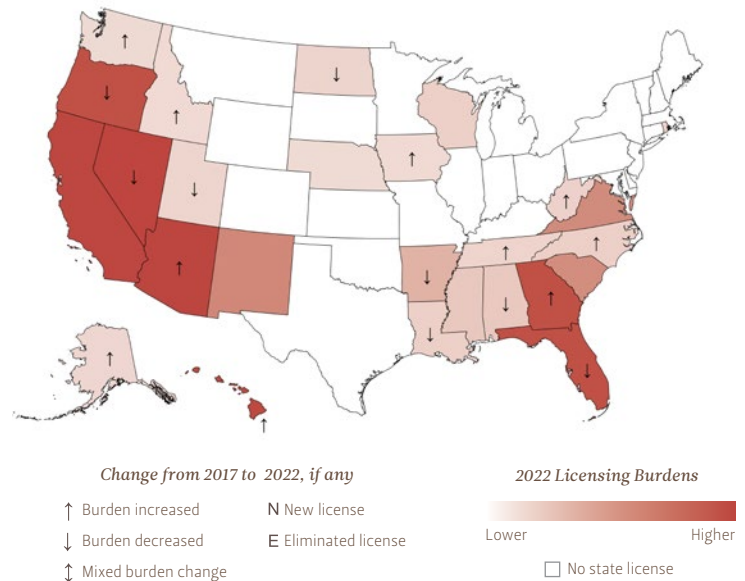 Change from 2017 to 2022, if any
↑ Burden increased
↓ Burden decreased
↕ Mixed burden change
N New license
E Eliminated license
2022 Licensing Burdens
Lower Higher
No state license